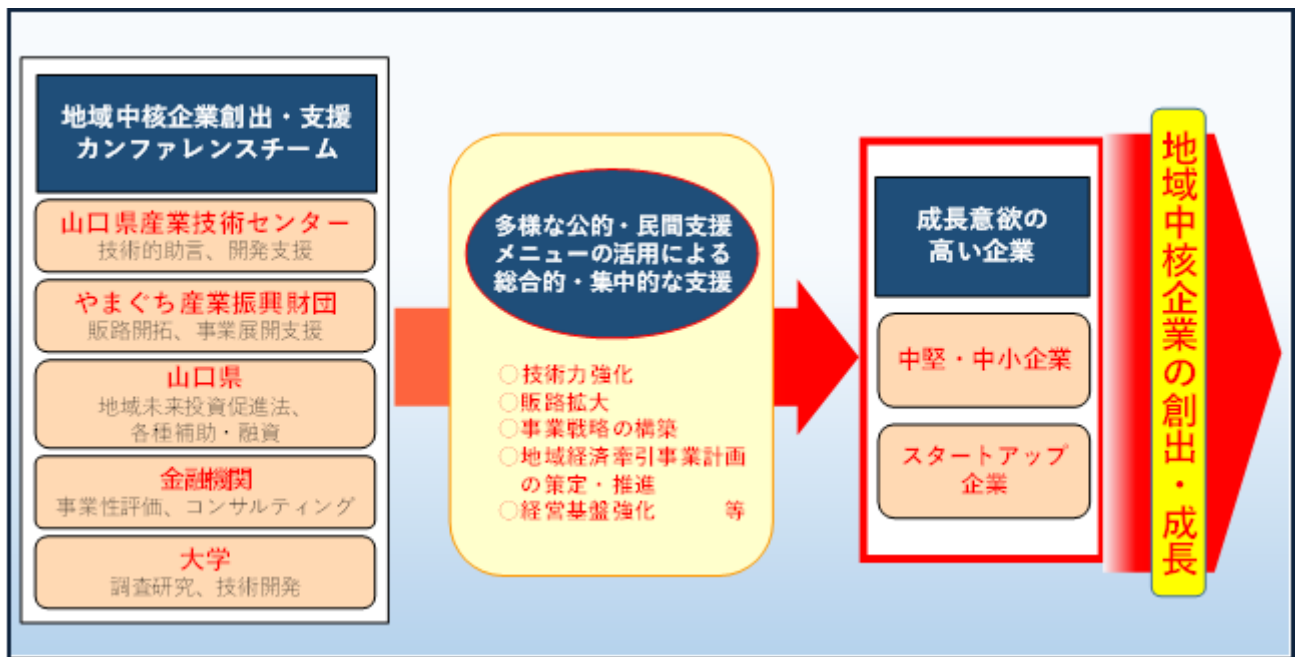 地域中核企業創出・支援
カンファレンスチーム
山口県産業技術センター
技術的助言、開発支援
やまぐち産業振興財団
販路開拓、事業展開支援
山口県
地域未来投資促進法、
各種補助・融資
金融機関
事業性評価、コンサルティング
大学
調査研究、技術開発
多様な公的・民間支援
メニューの活用による
総合的・集中的な支援
○技術力強化
○販路拡大
○事業戦略の構築
○地域経済牽引事業計画
の策定・推進
○経営基盤強化 等
成長意欲の
高い企業
中堅・中小企業
スタートアップ
企業
地域中核企業の創出・成長